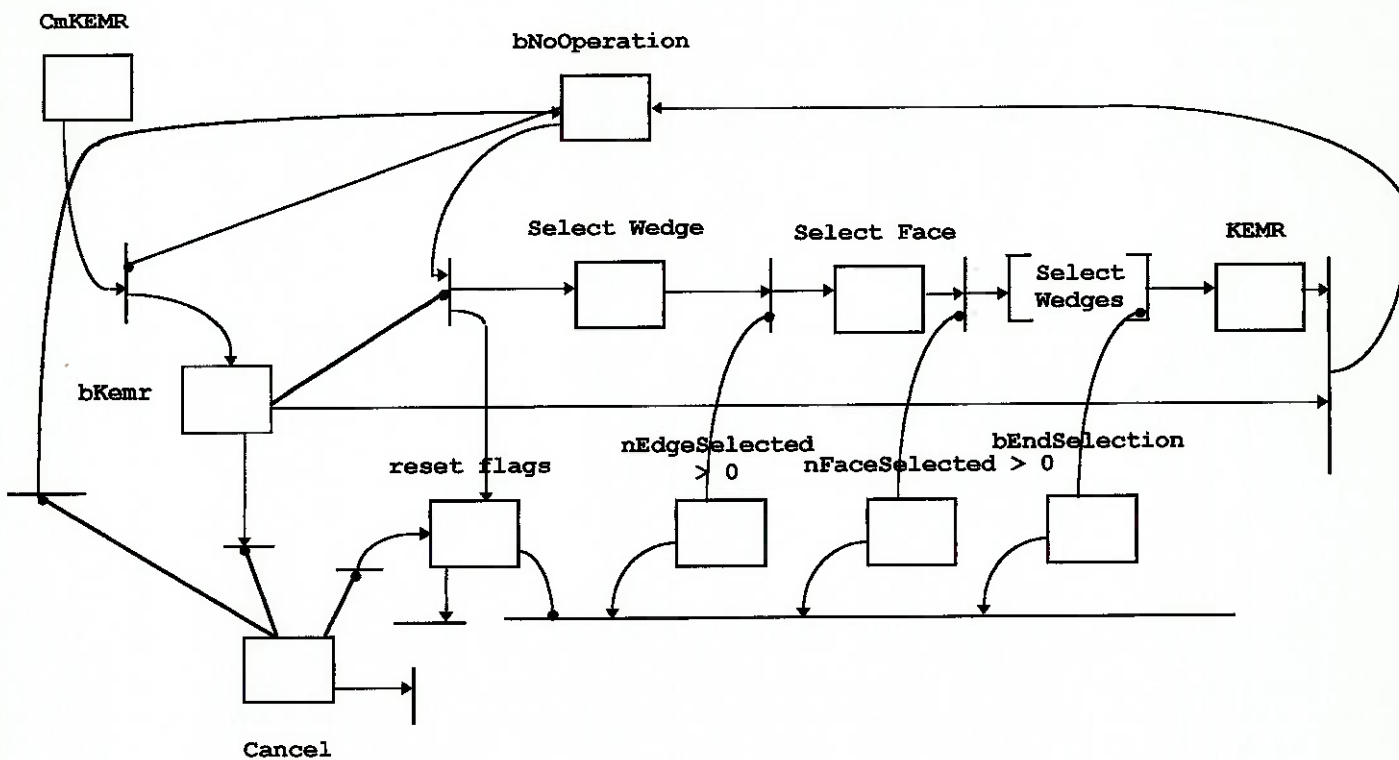 CmKEMR
bNoOperation
Select Wedge
Select Face
Select
Wedges
KEMR
bKemr
reset flags
nEdgeSelected
> 0
nFaceSelected > 0
bEndSelection
Cancel